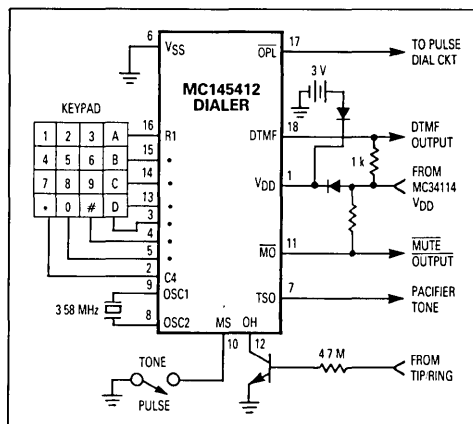 6
VSS
MC145412
DIALER
OPL
17
TO PULSE
DIAL CKT
3 V
KEYPAD
1 2 3 A
4 5 6 B
7 8 9 C
• 0 # D
16
R1
15
14
13
3
4
5
2
C4
9
OSC1
3 58 MHz
8
OSC2
MS
10
OH
12
DTMF
18
DTMF
OUTPUT
1 k
VDD
1
FROM
MC34114
VDD
MO
11
MUTE
OUTPUT
TSO
7
PACIFIER
TONE
TONE
PULSE
4 7 M
FROM
TIP/RING